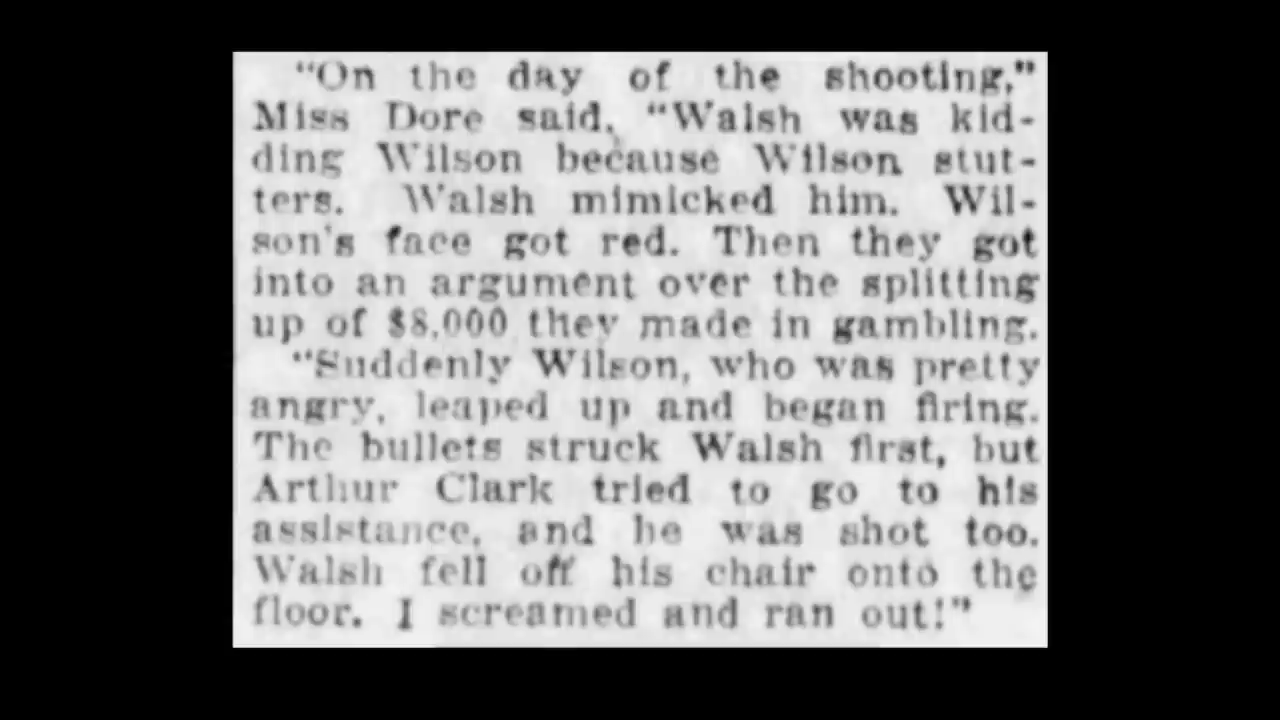 "On the day of the shooting,"
Miss Dore said, "Walsh was kid-
ding Wilson because Wilson stut-
ters. Walsh mimicked him. Wil-
son's face got red. Then they got
into an argument over the splitting
up of $8,000 they made in gambling.
"Suddenly Wilson, who was pretty
angry, leaped up and began firing.
The bullets struck Walsh first, but
Arthur Clark tried to go to his
assistance, and he was shot too.
Walsh fell off his chair onto the
floor. I screamed and ran out!"